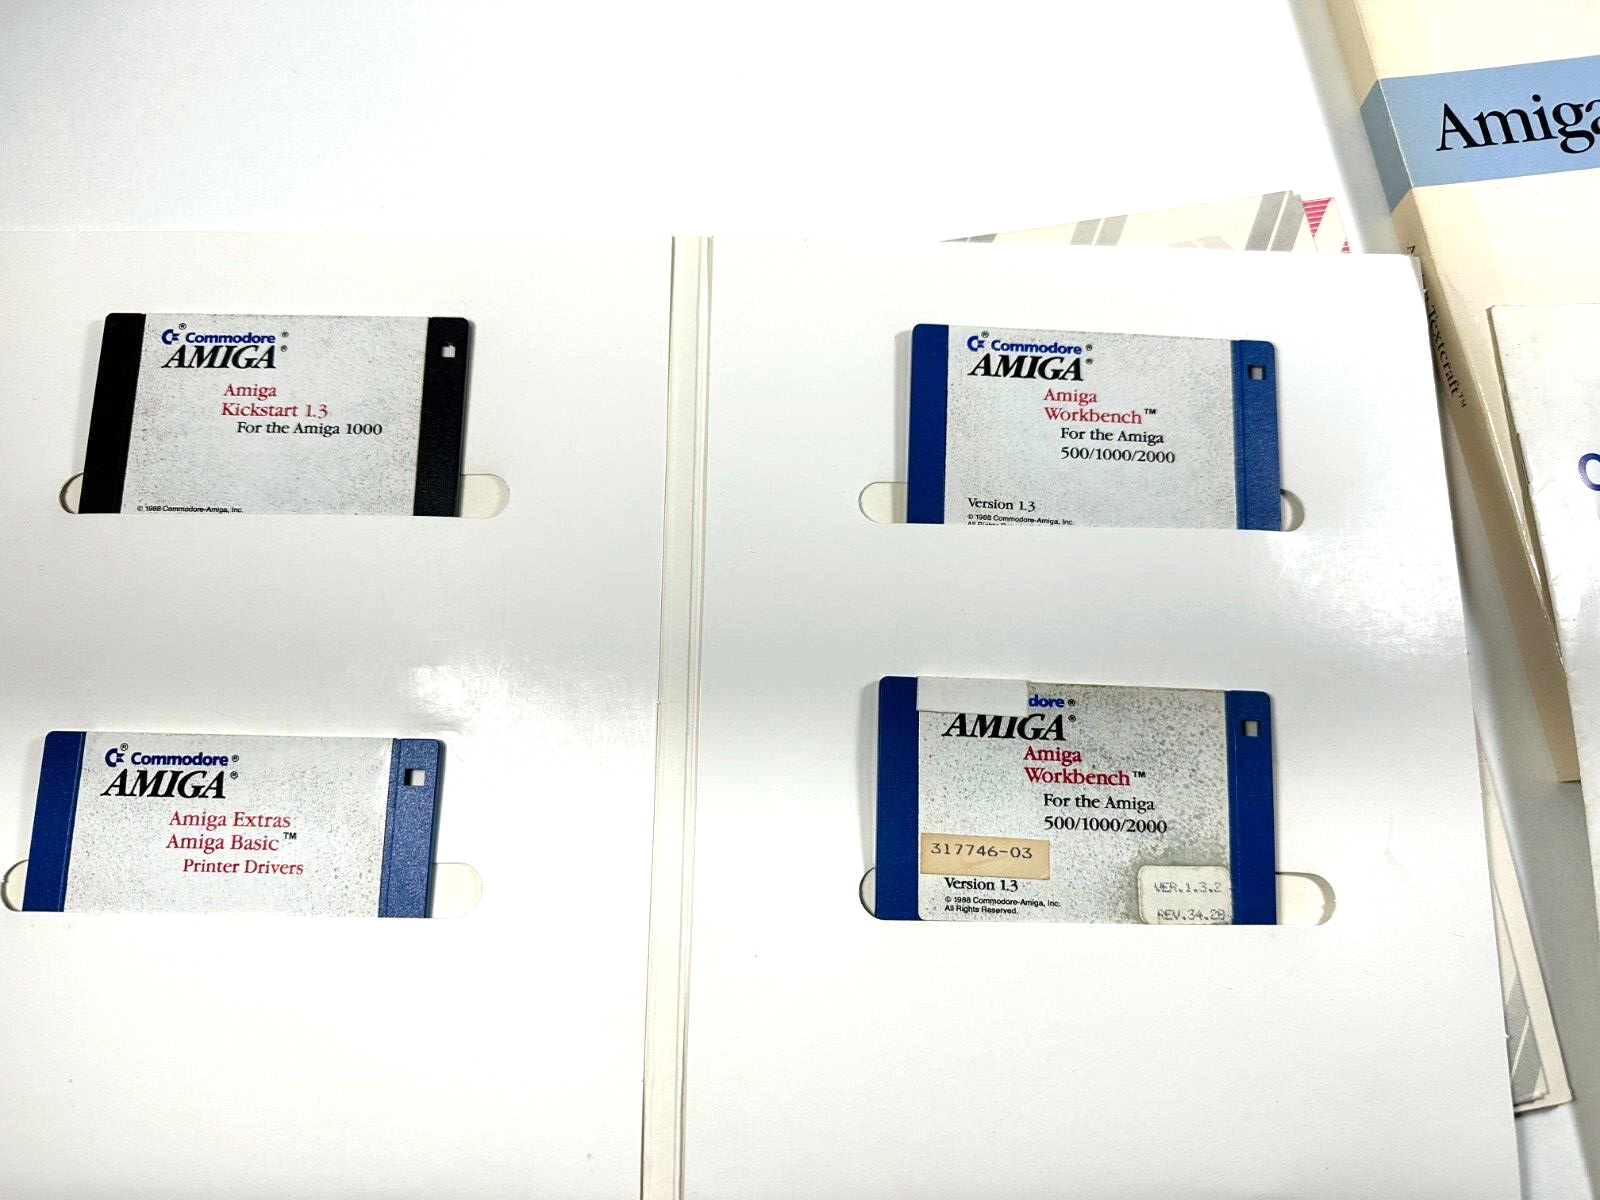 Commodore®
AMIGA®
Amiga
Kickstart 1.3
For the Amiga 1000
© 1988 Commodore-Amiga, Inc.
Commodore®
AMIGA®
Amiga
Workbench™
For the Amiga
500/1000/2000
Version 1.3
© 1988 Commodore-Amiga, Inc.
Commodore®
AMIGA®
Amiga Extras
Amiga Basic™
Printer Drivers
dore®
AMIGA®
Amiga
Workbench™
For the Amiga
500/1000/2000
317746-03
Version 1.3
© 1988 Commodore-Amiga, Inc.
All Rights Reserved.
VER.1.3.2
REV.34.28
Amiga
Textcraft™